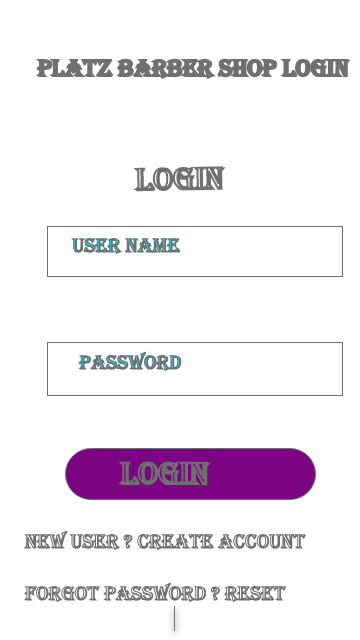 PLATZ BARBER SHOP LOGIN
LOGIN
USER NAME
PASSWORD
LOGIN
NEW USER ? CREATE ACCOUNT
FORGOT PASSWORD ? RESET